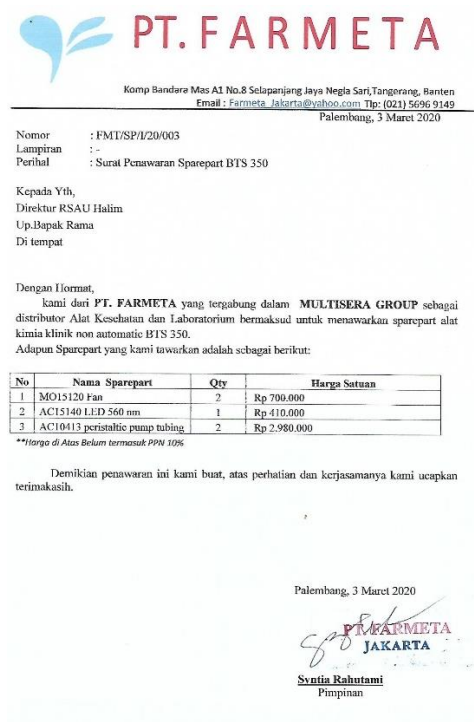 PT. FARMETA
Komp Bandara Mas A1 No.8 Selapanjang Jaya Negla Sari,Tangerang, Banten
Email : Farmeta_Jakarta@yahoo.com Tlp: (021) 5696 9149
Palembang, 3 Maret 2020
Nomor : FMT/SP/I/20/003
Lampiran : -
Perihal : Surat Penawaran Sparepart BTS 350
Kepada Yth,
Direktur RSAU Halim
Up.Bapak Rama
Di tempat
Dengan Hormat,
kami dari PT. FARMETA yang tergabung dalam MULTISERA GROUP sebagai
distributor Alat Kesehatan dan Laboratorium bermaksud untuk menawarkan sparepart alat
kimia klinik non automatic BTS 350.
Adapun Sparepart yang kami tawarkan adalah sebagai berikut:
No Nama Sparepart Qty Harga Satuan
1 MO15120 Fan 2 Rp 700.000
2 AC15140 LED 560 nm 1 Rp 410.000
3 AC10413 peristaltic pump tubing 2 Rp 2.980.000
**Harga di Atas Belum termasuk PPN 10%
Demikian penawaran ini kami buat, atas perhatian dan kerjasamanya kami ucapkan
terimakasih.
Palembang, 3 Maret 2020
PT. FARMETA
JAKARTA
Syntia Rahutami
Pimpinan